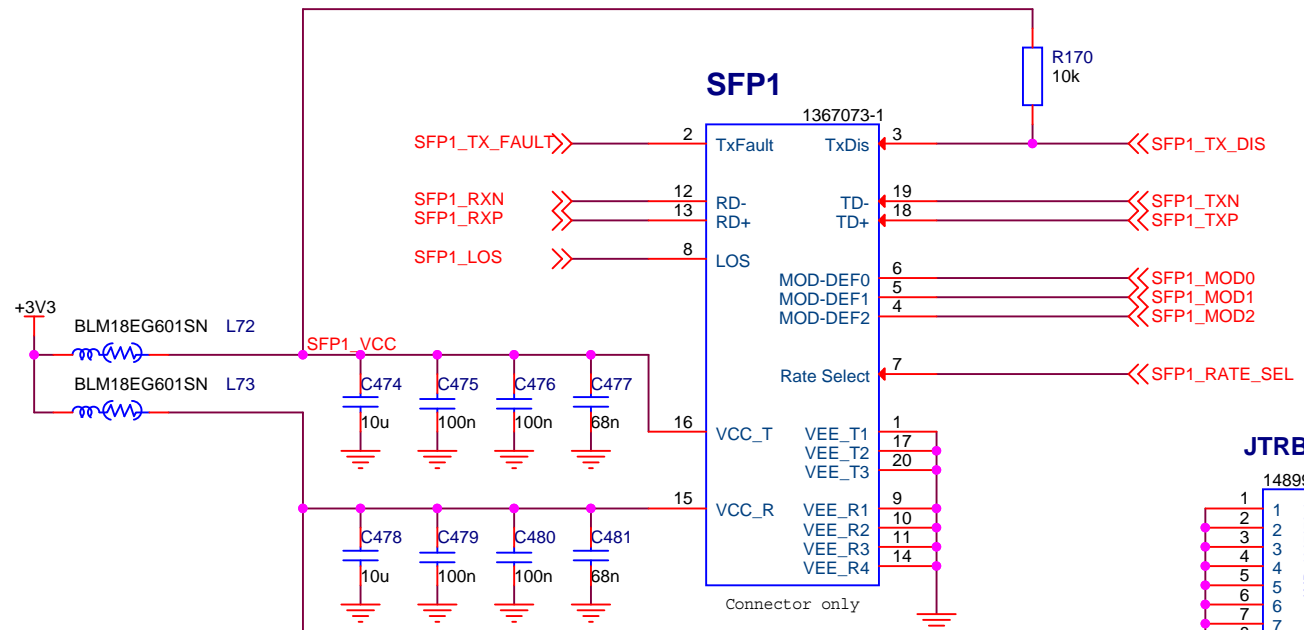 R170
10k
SFP1
1367073-1
SFP1_TX_FAULT 2 TxFault TxDis 3 SFP1_TX_DIS
SFP1_RXN 12 RD- TD- 19 SFP1_TXN
SFP1_RXP 13 RD+ TD+ 18 SFP1_TXP
SFP1_LOS 8 LOS
MOD-DEF0 6 SFP1_MOD0
MOD-DEF1 5 SFP1_MOD1
MOD-DEF2 4 SFP1_MOD2
+3V3
BLM18EG601SN L72
SFP1_VCC
BLM18EG601SN L73
Rate Select 7 SFP1_RATE_SEL
C474 C475 C476 C477
10u 100n 100n 68n
16 VCC_T VEE_T1 1
VEE_T2 17
VEE_T3 20
15 VCC_R VEE_R1 9
VEE_R2 10
VEE_R3 11
VEE_R4 14
C478 C479 C480 C481
10u 100n 100n 68n
Connector only
JTRB
14899
1 1
2 2
3 3
4 4
5 5
6 6
7 7